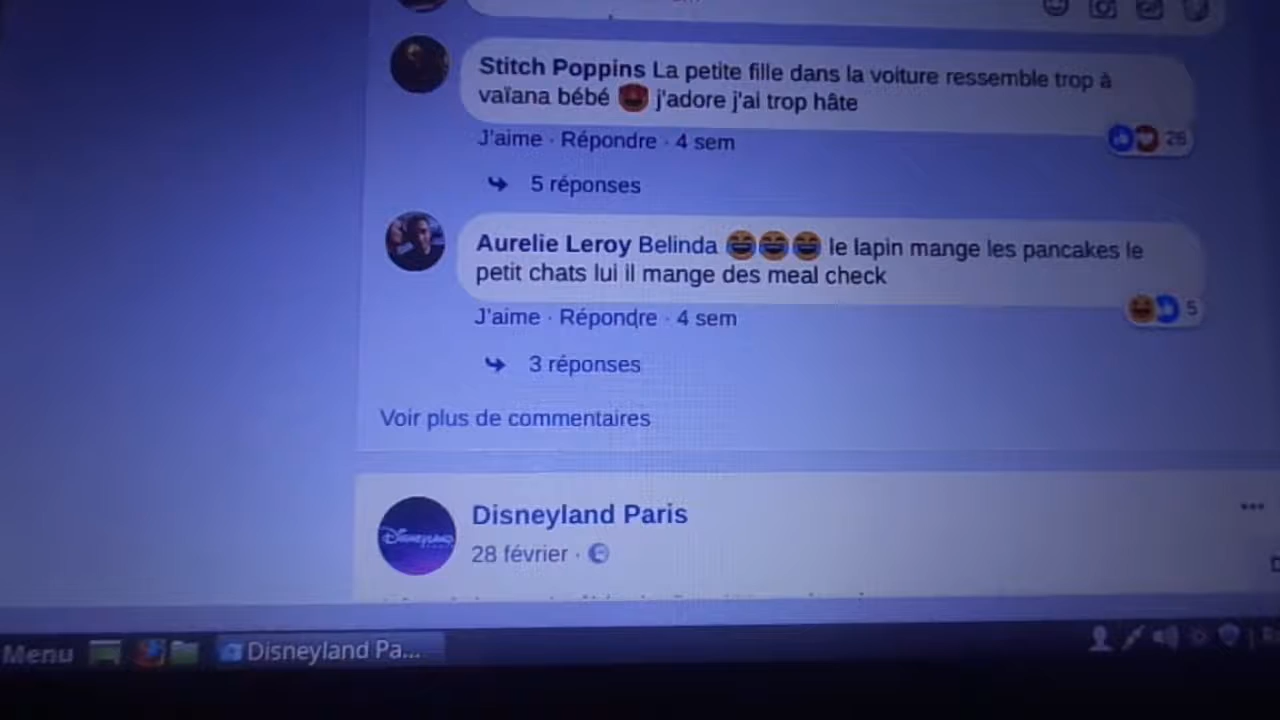 Stitch Poppins La petite fille dans la voiture ressemble trop à
vaïana bébé 😍 j'adore j'ai trop hâte
J'aime · Répondre · 4 sem
26
5 réponses
Aurelie Leroy Belinda 😂😂😂 le lapin mange les pancakes le
petit chats lui il mange des meal check
J'aime · Répondre · 4 sem
5
3 réponses
Voir plus de commentaires
Disneyland Paris
28 février ·
Disneyland
Menu
Disneyland Pa...